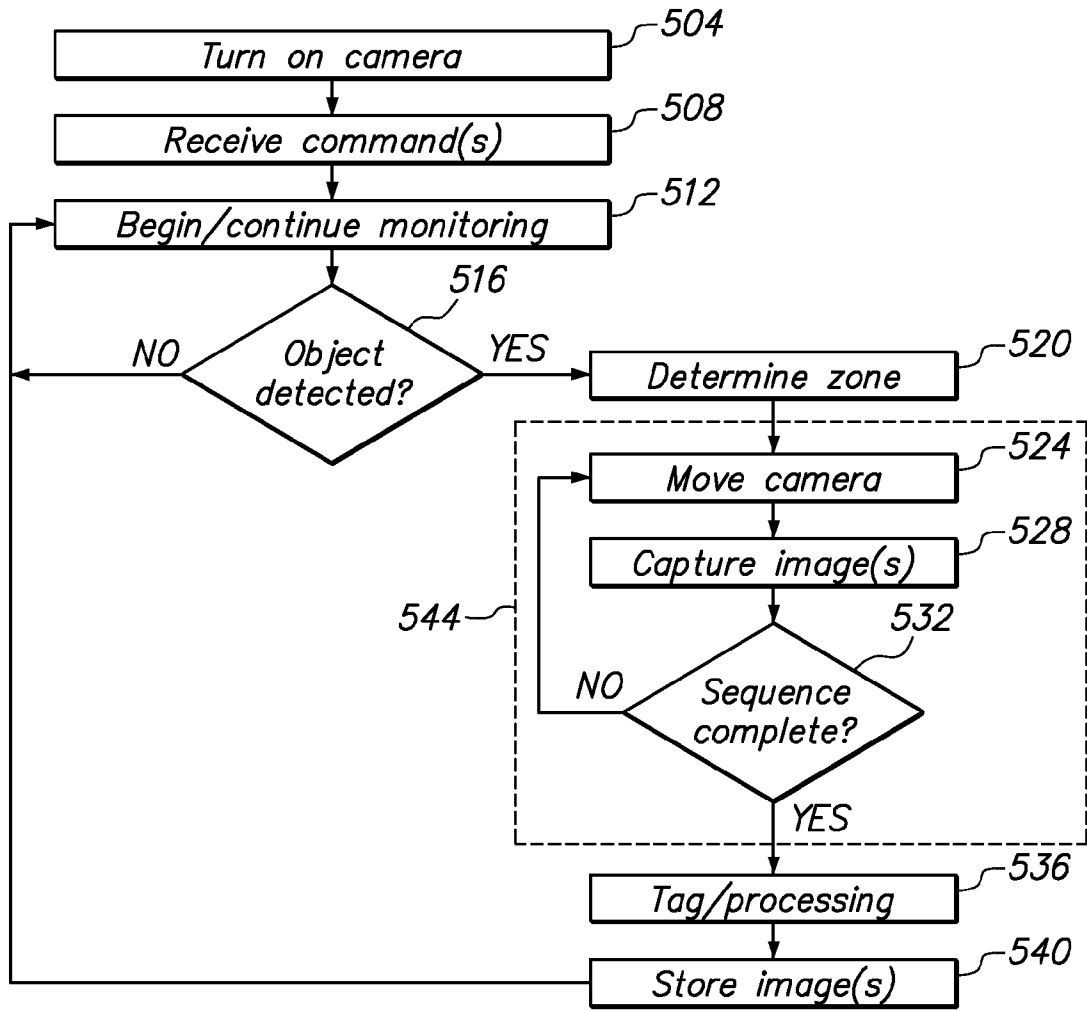 504
Turn on camera
508
Receive command(s)
512
Begin/continue monitoring
516
NO
Object
detected?
YES
520
Determine zone
524
Move camera
528
Capture image(s)
544
532
NO
Sequence
complete?
YES
536
Tag/processing
540
Store image(s)